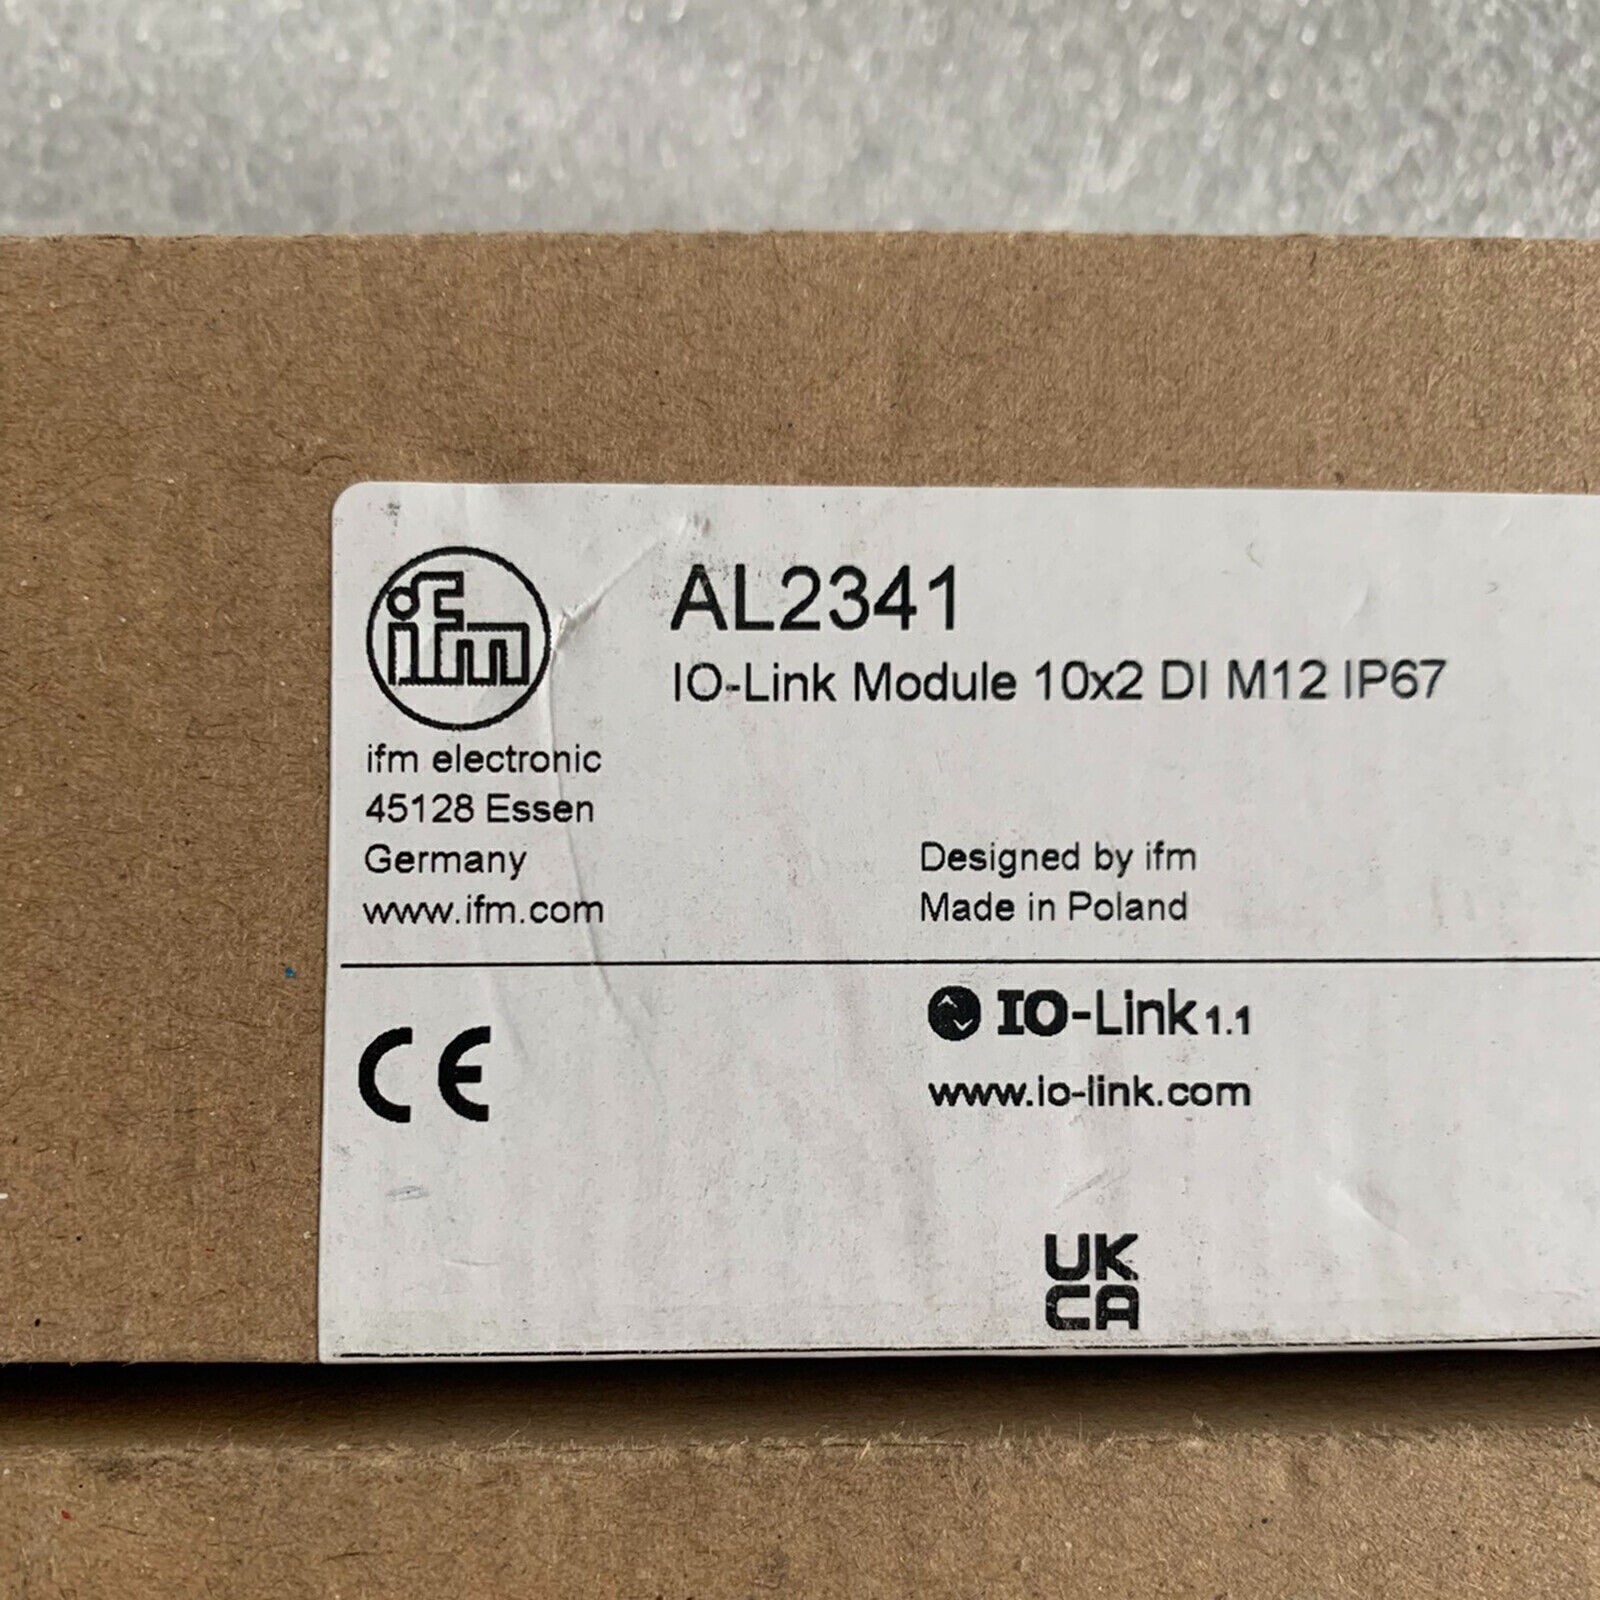 ifm
AL2341
IO-Link Module 10x2 DI M12 IP67
ifm electronic
45128 Essen
Germany
www.ifm.com
Designed by ifm
Made in Poland
CE
IO-Link 1.1
www.io-link.com
UK
CA